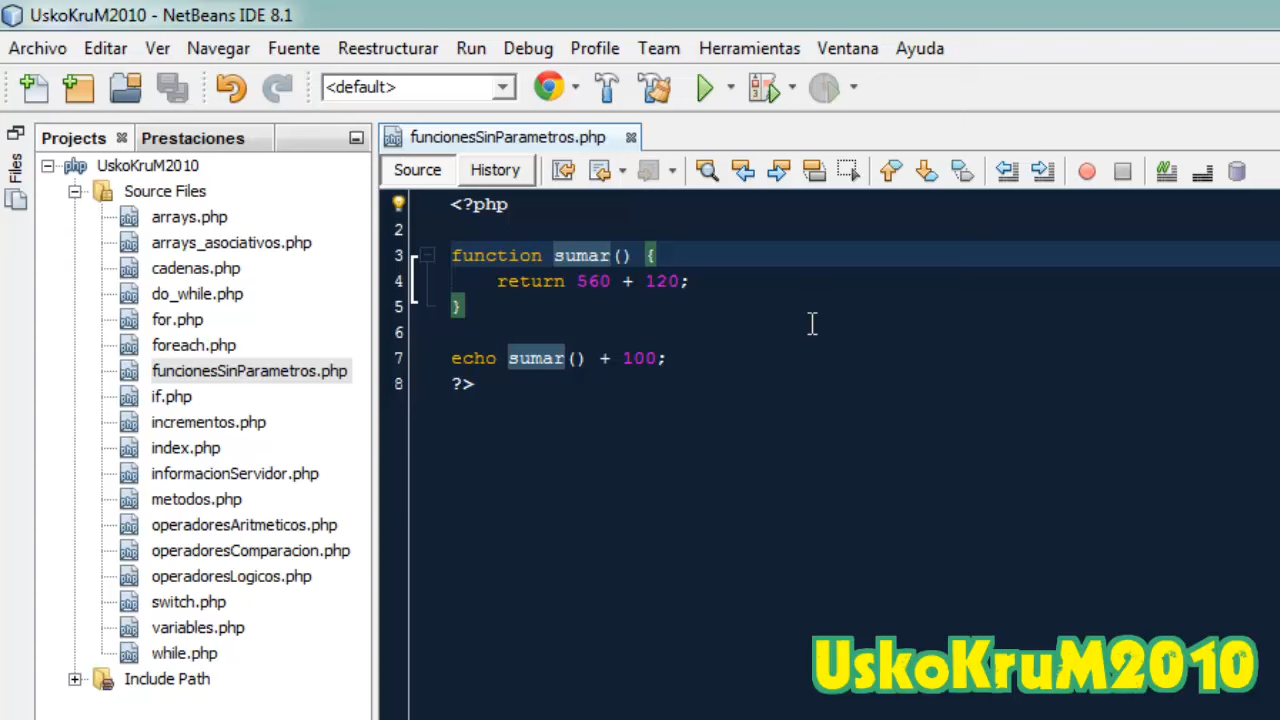 UskoKruM2010 - NetBeans IDE 8.1
Archivo Editar Ver Navegar Fuente Reestructurar Run Debug Profile Team Herramientas Ventana Ayuda
<default>
Files
Projects Prestaciones
UskoKruM2010
Source Files
arrays.php
arrays_asociativos.php
cadenas.php
do_while.php
for.php
foreach.php
funcionesSinParametros.php
if.php
incrementos.php
index.php
informacionServidor.php
metodos.php
operadoresAritmeticos.php
operadoresComparacion.php
operadoresLogicos.php
switch.php
variables.php
while.php
Include Path
funcionesSinParametros.php
Source History
<?php
2
3 function sumar() {
4 return 560 + 120;
5 }
6
7 echo sumar() + 100;
8 ?>
UskoKruM2010